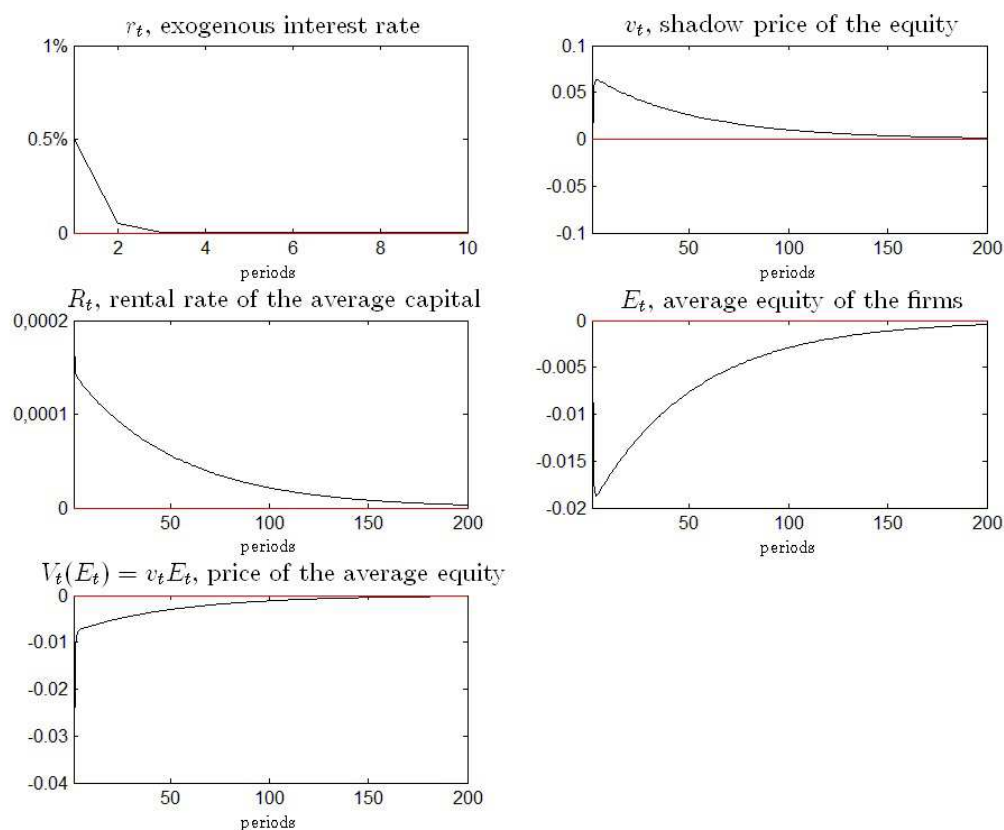 r_t, exogenous interest rate
1%
0.5%
0
2 4 6 8 10
periods
v_t, shadow price of the equity
0.1
0.05
0
-0.05
-0.1
50 100 150 200
periods
R_t, rental rate of the average capital
0,0002
0,0001
0
50 100 150 200
periods
E_t, average equity of the firms
0
-0.005
-0.01
-0.015
-0.02
50 100 150 200
periods
V_t(E_t) = v_tE_t, price of the average equity
0
-0.01
-0.02
-0.03
-0.04
50 100 150 200
periods